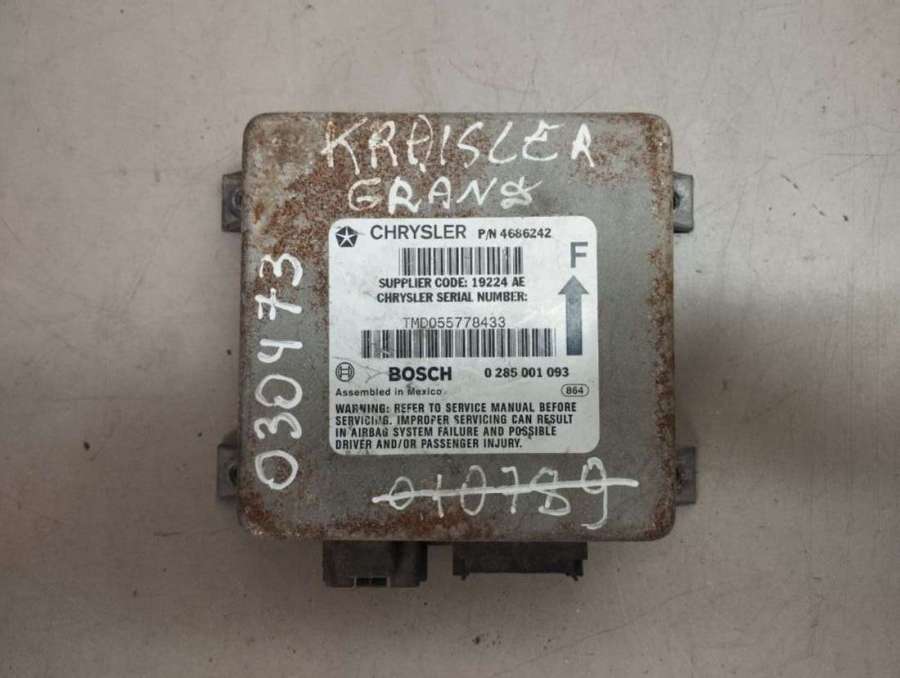 KRAISLER
GRAND
CHRYSLER P/N 4686242
F
SUPPLIER CODE: 19224 AE
CHRYSLER SERIAL NUMBER:
TMD055778433
BOSCH 0 285 001 093
Assembled in Mexico 864
WARNING: REFER TO SERVICE MANUAL BEFORE
SERVICING. IMPROPER SERVICING CAN RESULT
IN AIRBAG SYSTEM FAILURE AND POSSIBLE
DRIVER AND/OR PASSENGER INJURY.
030473
010789